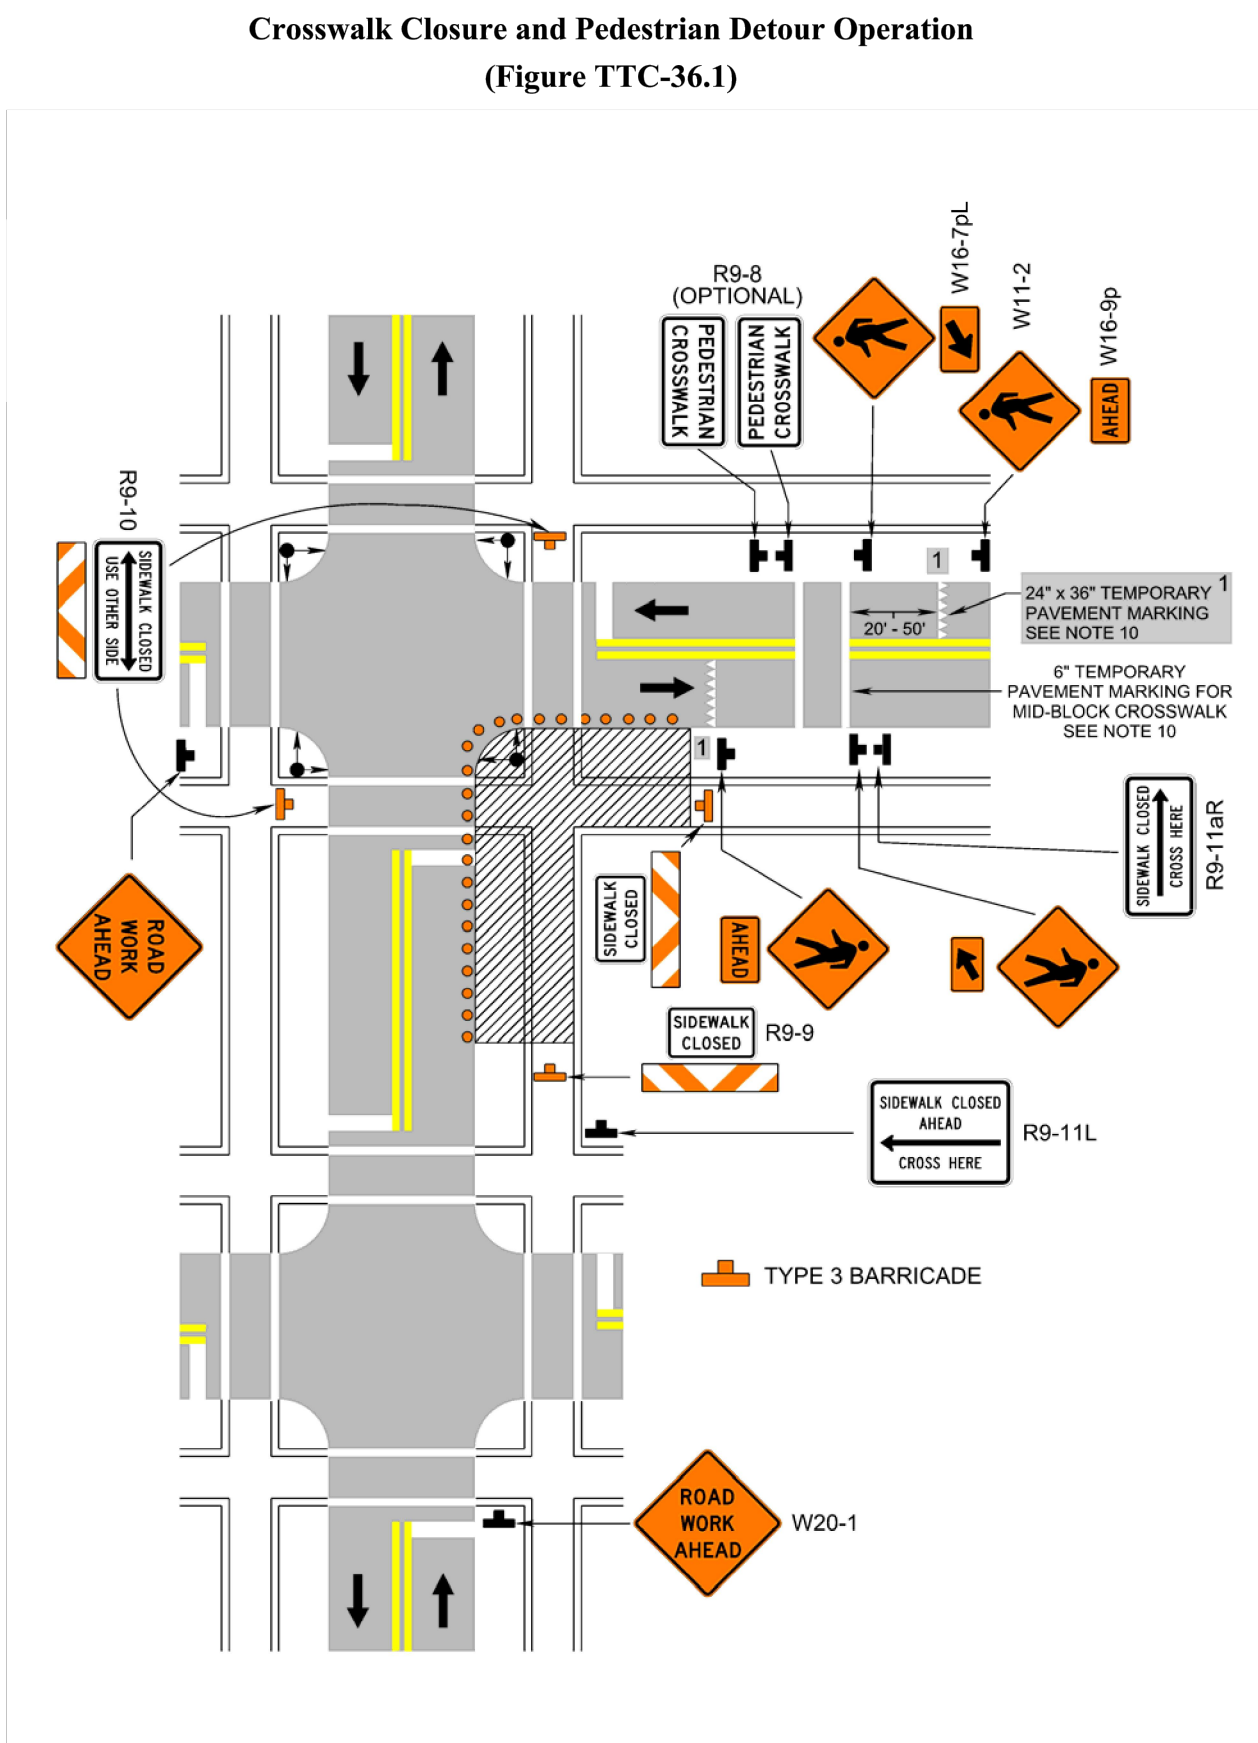 Crosswalk Closure and Pedestrian Detour Operation
(Figure TTC-36.1)
W16-7pL
R9-8
(OPTIONAL)
W11-2
W16-9p
PEDESTRIAN
CROSSWALK
PEDESTRIAN
CROSSWALK
AHEAD
R9-10
SIDEWALK CLOSED
USE OTHER SIDE
1
24" x 36" TEMPORARY 1
PAVEMENT MARKING
SEE NOTE 10
20' - 50'
6" TEMPORARY
PAVEMENT MARKING FOR
MID-BLOCK CROSSWALK
SEE NOTE 10
1
SIDEWALK CLOSED
CROSS HERE
R9-11aR
ROAD
WORK
AHEAD
SIDEWALK
CLOSED
AHEAD
SIDEWALK
CLOSED
R9-9
SIDEWALK CLOSED
AHEAD
CROSS HERE
R9-11L
TYPE 3 BARRICADE
ROAD
WORK
AHEAD
W20-1